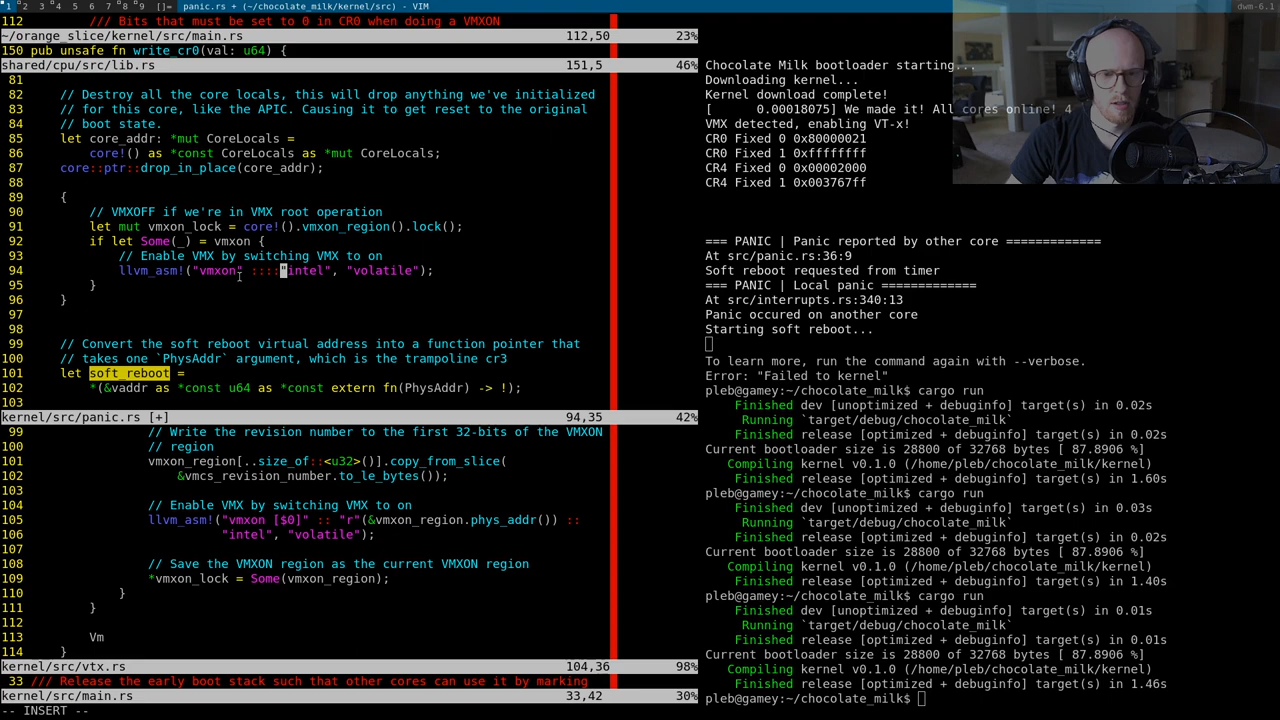 1 2 3 4 5 6 7 8 9 []= panic.rs + (~/chocolate_milk/kernel/src) - VIM
dwm-6.1
112 /// Bits that must be set to 0 in CR0 when doing a VMXON
~/orange_slice/kernel/src/main.rs 112,50 23%
150 pub unsafe fn write_cr0(val: u64) {
shared/cpu/src/lib.rs 151,5 46%
81
82 // Destroy all the core locals, this will drop anything we've initialized
83 // for this core, like the APIC. Causing it to get reset to the original
84 // boot state.
85 let core_addr: *mut CoreLocals =
86 core!() as *const CoreLocals as *mut CoreLocals;
87 core::ptr::drop_in_place(core_addr);
88
89 {
90 // VMXOFF if we're in VMX root operation
91 let mut vmxon_lock = core!().vmxon_region().lock();
92 if let Some(_) = vmxon {
93 // Enable VMX by switching VMX to on
94 llvm_asm!("vmxon" ::::"intel", "volatile");
95 }
96 }
97
98
99 // Convert the soft reboot virtual address into a function pointer that
100 // takes one `PhysAddr` argument, which is the trampoline cr3
101 let soft_reboot =
102 *(&vaddr as *const u64 as *const extern fn(PhysAddr) -> !);
103
kernel/src/panic.rs [+] 94,35 42%
99 // Write the revision number to the first 32-bits of the VMXON
100 // region
101 vmxon_region[..size_of::<u32>()].copy_from_slice(
102 &vmcs_revision_number.to_le_bytes());
103
104 // Enable VMX by switching VMX to on
105 llvm_asm!("vmxon [$0]" :: "r"(&vmxon_region.phys_addr()) ::
106 "intel", "volatile");
107
108 // Save the VMXON region as the current VMXON region
109 *vmxon_lock = Some(vmxon_region);
110 }
111 }
112
113 Vm
114 }
kernel/src/vtx.rs 104,36 98%
33 /// Release the early boot stack such that other cores can use it by marking
kernel/src/main.rs 33,42 30%
-- INSERT --
Chocolate Milk bootloader starting...
Downloading kernel...
Kernel download complete!
[ 0.00018075] We made it! All cores online! 4
VMX detected, enabling VT-x!
CR0 Fixed 0 0x80000021
CR0 Fixed 1 0xffffffff
CR4 Fixed 0 0x00002000
CR4 Fixed 1 0x003767ff
=== PANIC | Panic reported by other core =============
At src/panic.rs:36:9
Soft reboot requested from timer
=== PANIC | Local panic =============
At src/interrupts.rs:340:13
Panic occured on another core
Starting soft reboot...
To learn more, run the command again with --verbose.
Error: "Failed to kernel"
pleb@gamey:~/chocolate_milk$ cargo run
Finished dev [unoptimized + debuginfo] target(s) in 0.02s
Running `target/debug/chocolate_milk`
Finished release [optimized + debuginfo] target(s) in 0.02s
Current bootloader size is 28800 of 32768 bytes [ 87.8906 %]
Compiling kernel v0.1.0 (/home/pleb/chocolate_milk/kernel)
Finished release [optimized + debuginfo] target(s) in 1.60s
pleb@gamey:~/chocolate_milk$ cargo run
Finished dev [unoptimized + debuginfo] target(s) in 0.03s
Running `target/debug/chocolate_milk`
Finished release [optimized + debuginfo] target(s) in 0.02s
Current bootloader size is 28800 of 32768 bytes [ 87.8906 %]
Compiling kernel v0.1.0 (/home/pleb/chocolate_milk/kernel)
Finished release [optimized + debuginfo] target(s) in 1.40s
pleb@gamey:~/chocolate_milk$ cargo run
Finished dev [unoptimized + debuginfo] target(s) in 0.01s
Running `target/debug/chocolate_milk`
Finished release [optimized + debuginfo] target(s) in 0.01s
Current bootloader size is 28800 of 32768 bytes [ 87.8906 %]
Compiling kernel v0.1.0 (/home/pleb/chocolate_milk/kernel)
Finished release [optimized + debuginfo] target(s) in 1.46s
pleb@gamey:~/chocolate_milk$